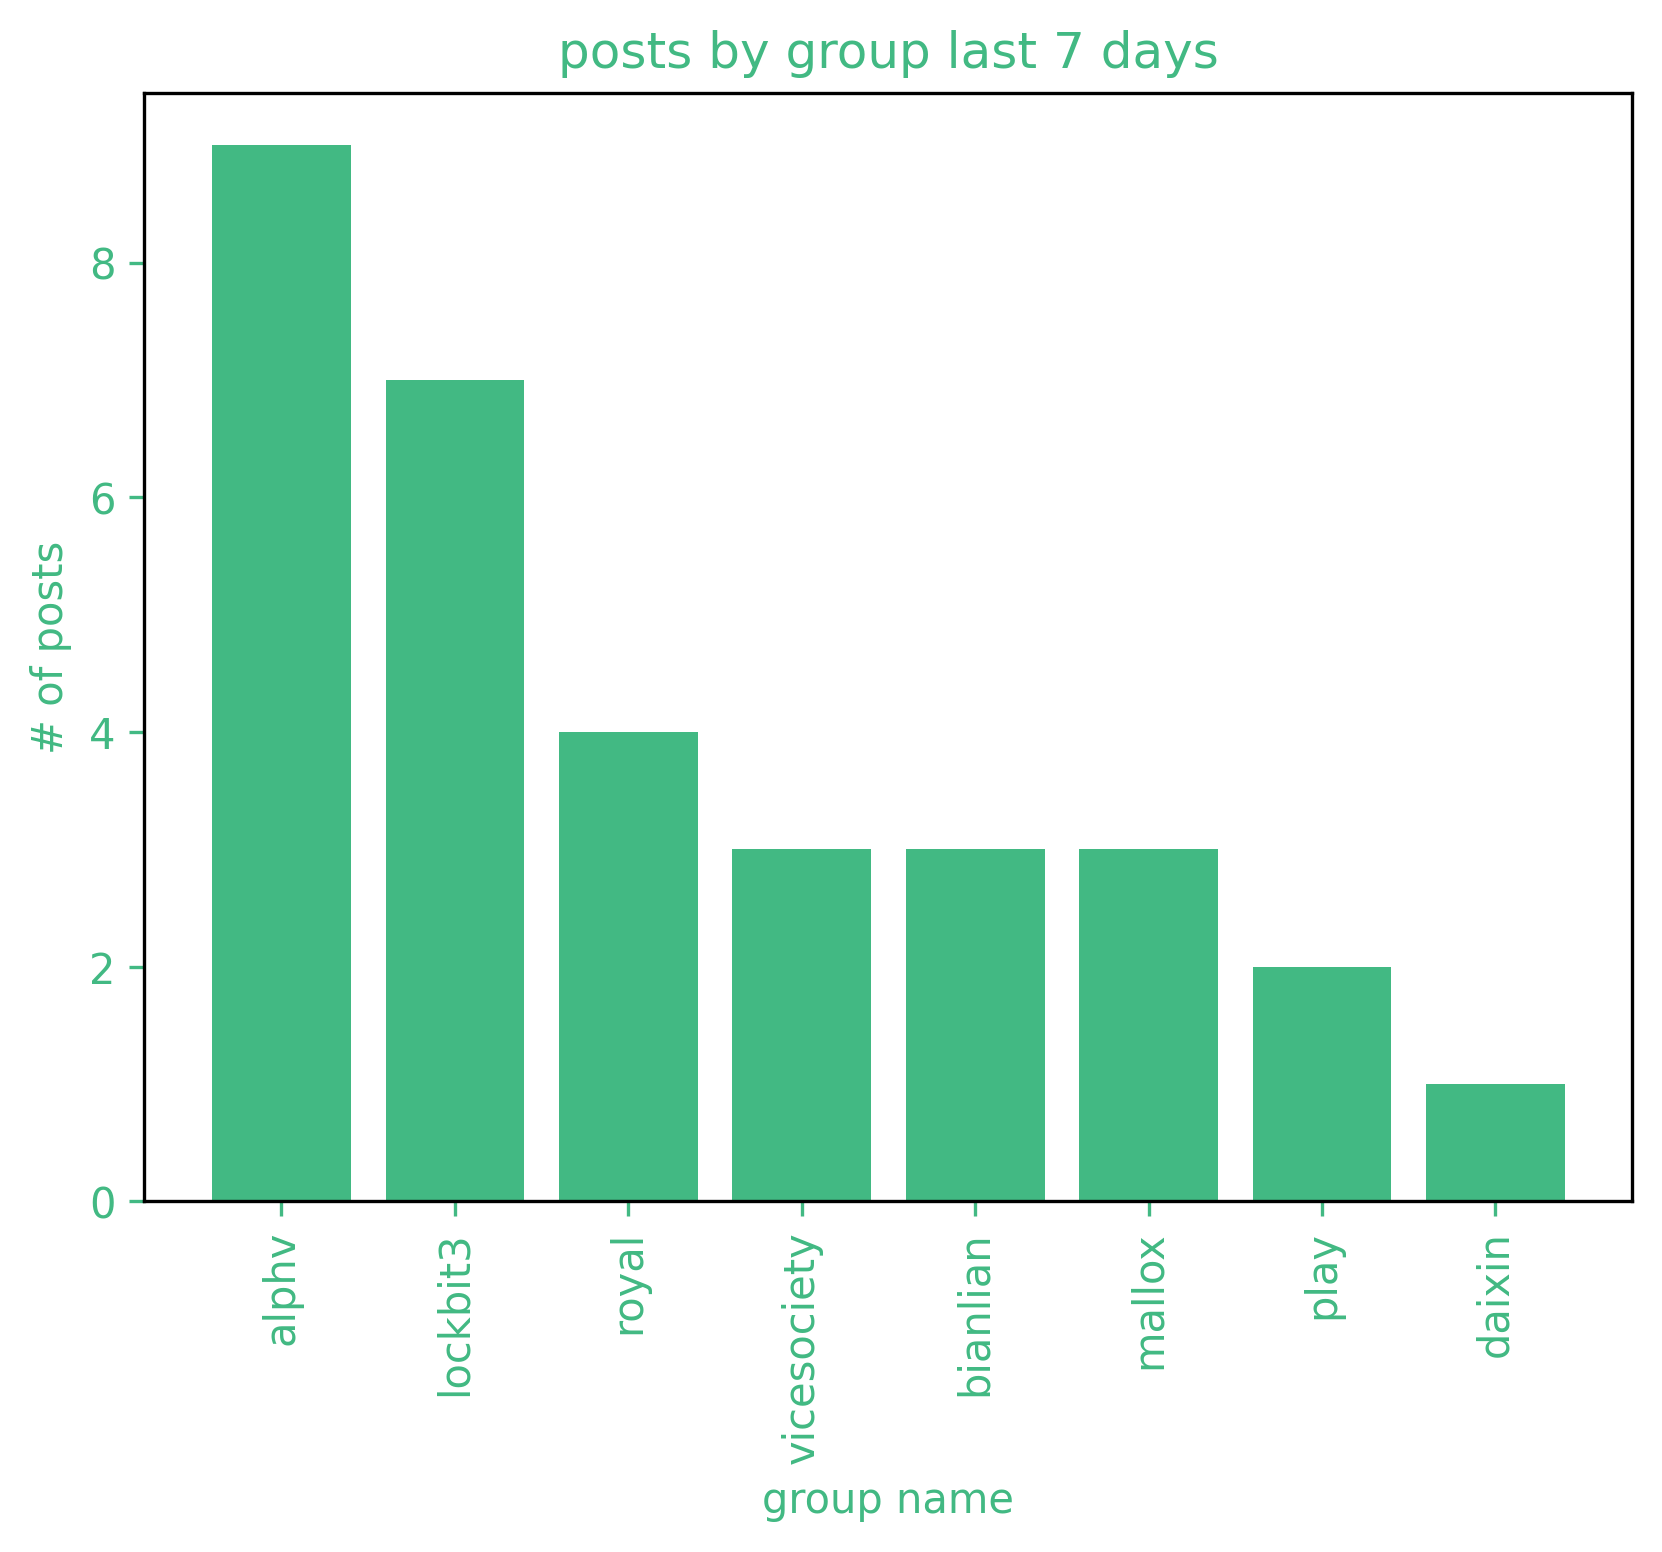 posts by group last 7 days
# of posts
8
6
4
2
0
alphv
lockbit3
royal
vicesociety
bianlian
mallox
play
daixin
group name